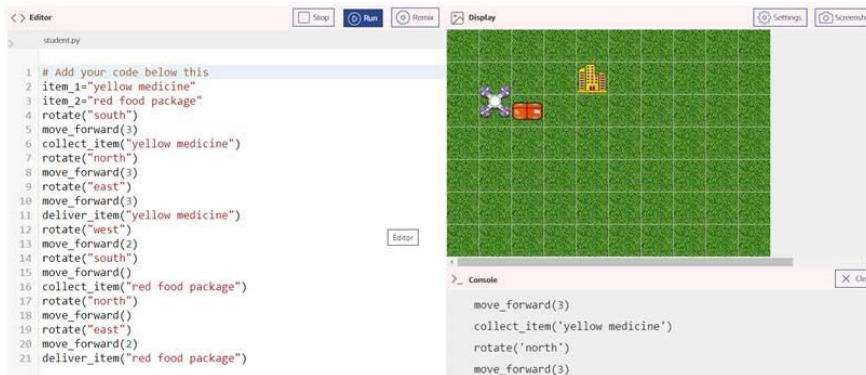 < > Editor
Stop
Run
Remix
Display
Settings
student.py
1 # Add your code below this
2 item_1="yellow medicine"
3 item_2="red food package"
4 rotate("south")
5 move_forward(3)
6 collect_item("yellow medicine")
7 rotate("north")
8 move_forward(3)
9 rotate("east")
10 move_forward(3)
11 deliver_item("yellow medicine")
12 rotate("west")
13 move_forward(2)
14 rotate("south")
15 move_forward()
16 collect_item("red food package")
17 rotate("north")
18 move_forward()
19 rotate("east")
20 move_forward(2)
21 deliver_item("red food package")
Editor
>_ Console
X Cle
move_forward(3)
collect_item('yellow medicine')
rotate('north')
move_forward(3)